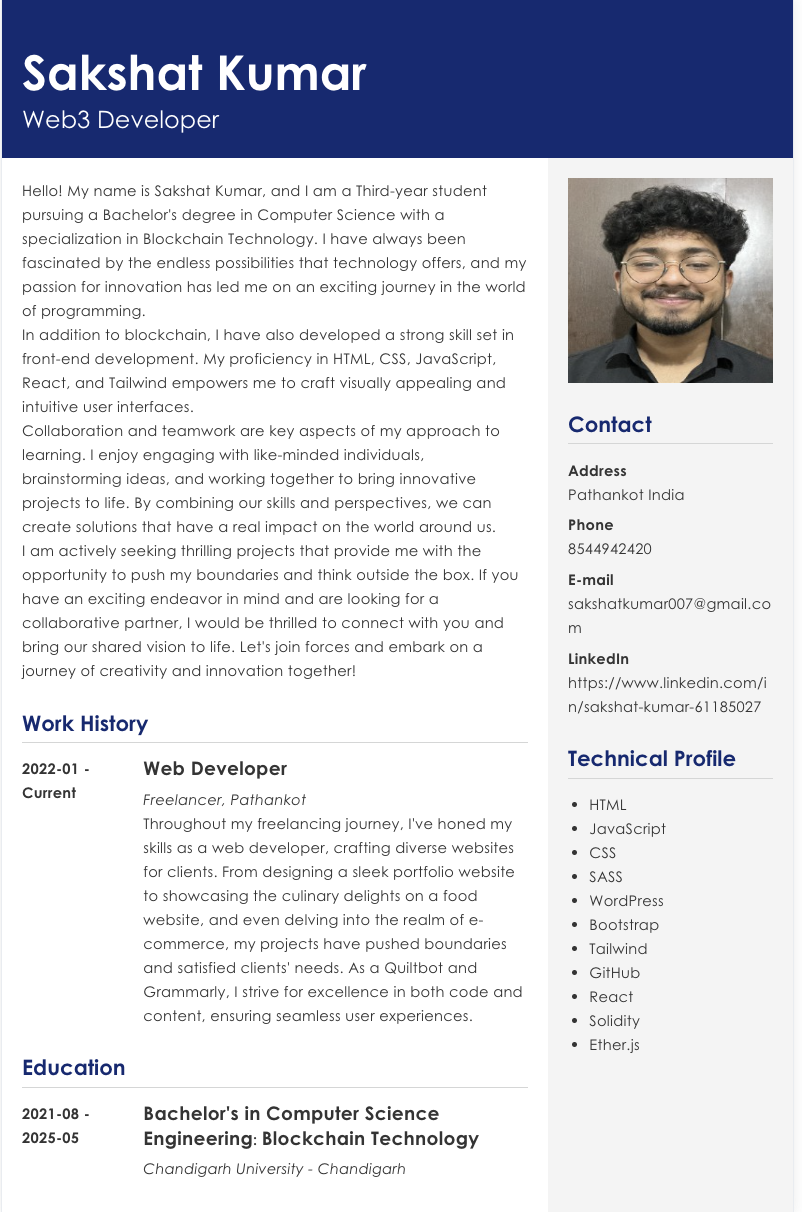 Sakshat Kumar
Web3 Developer
Hello! My name is Sakshat Kumar, and I am a Third-year student
pursuing a Bachelor's degree in Computer Science with a
specialization in Blockchain Technology. I have always been
fascinated by the endless possibilities that technology offers, and my
passion for innovation has led me on an exciting journey in the world
of programming.
In addition to blockchain, I have also developed a strong skill set in
front-end development. My proficiency in HTML, CSS, JavaScript,
React, and Tailwind empowers me to craft visually appealing and
intuitive user interfaces.
Collaboration and teamwork are key aspects of my approach to
learning. I enjoy engaging with like-minded individuals,
brainstorming ideas, and working together to bring innovative
projects to life. By combining our skills and perspectives, we can
create solutions that have a real impact on the world around us.
I am actively seeking thrilling projects that provide me with the
opportunity to push my boundaries and think outside the box. If you
have an exciting endeavor in mind and are looking for a
collaborative partner, I would be thrilled to connect with you and
bring our shared vision to life. Let's join forces and embark on a
journey of creativity and innovation together!
Work History
2022-01 -
Current
Web Developer
Freelancer, Pathankot
Throughout my freelancing journey, I've honed my
skills as a web developer, crafting diverse websites
for clients. From designing a sleek portfolio website
to showcasing the culinary delights on a food
website, and even delving into the realm of e-
commerce, my projects have pushed boundaries
and satisfied clients' needs. As a Quiltbot and
Grammarly, I strive for excellence in both code and
content, ensuring seamless user experiences.
Education
2021-08 -
2025-05
Bachelor's in Computer Science
Engineering: Blockchain Technology
Chandigarh University - Chandigarh
Contact
Address
Pathankot India
Phone
8544942420
E-mail
sakshatkumar007@gmail.co
m
LinkedIn
https://www.linkedin.com/i
n/sakshat-kumar-61185027
Technical Profile
• HTML
• JavaScript
• CSS
• SASS
• WordPress
• Bootstrap
• Tailwind
• GitHub
• React
• Solidity
• Ether.js